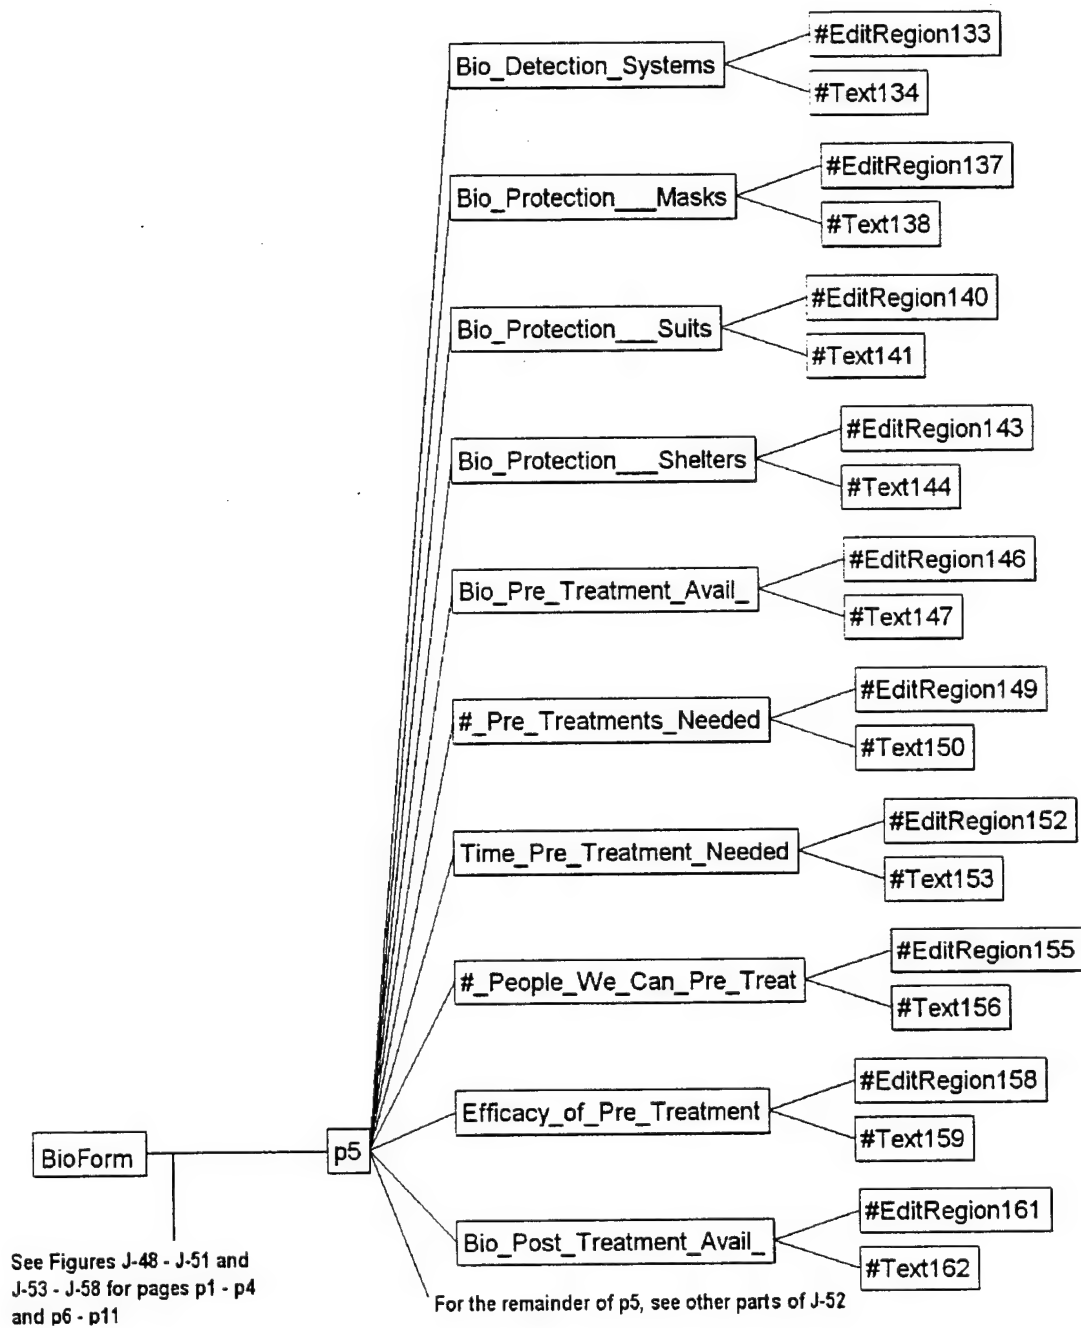 #EditRegion133
Bio_Detection_Systems
#Text134
#EditRegion137
Bio_Protection___Masks
#Text138
#EditRegion140
Bio_Protection___Suits
#Text141
#EditRegion143
Bio_Protection___Shelters
#Text144
#EditRegion146
Bio_Pre_Treatment_Avail_
#Text147
#EditRegion149
#_Pre_Treatments_Needed
#Text150
#EditRegion152
Time_Pre_Treatment_Needed
#Text153
#EditRegion155
#_People_We_Can_Pre_Treat
#Text156
#EditRegion158
Efficacy_of_Pre_Treatment
#Text159
BioForm
p5
#EditRegion161
Bio_Post_Treatment_Avail_
#Text162
See Figures J-48 - J-51 and
J-53 - J-58 for pages p1 - p4
and p6 - p11
For the remainder of p5, see other parts of J-52